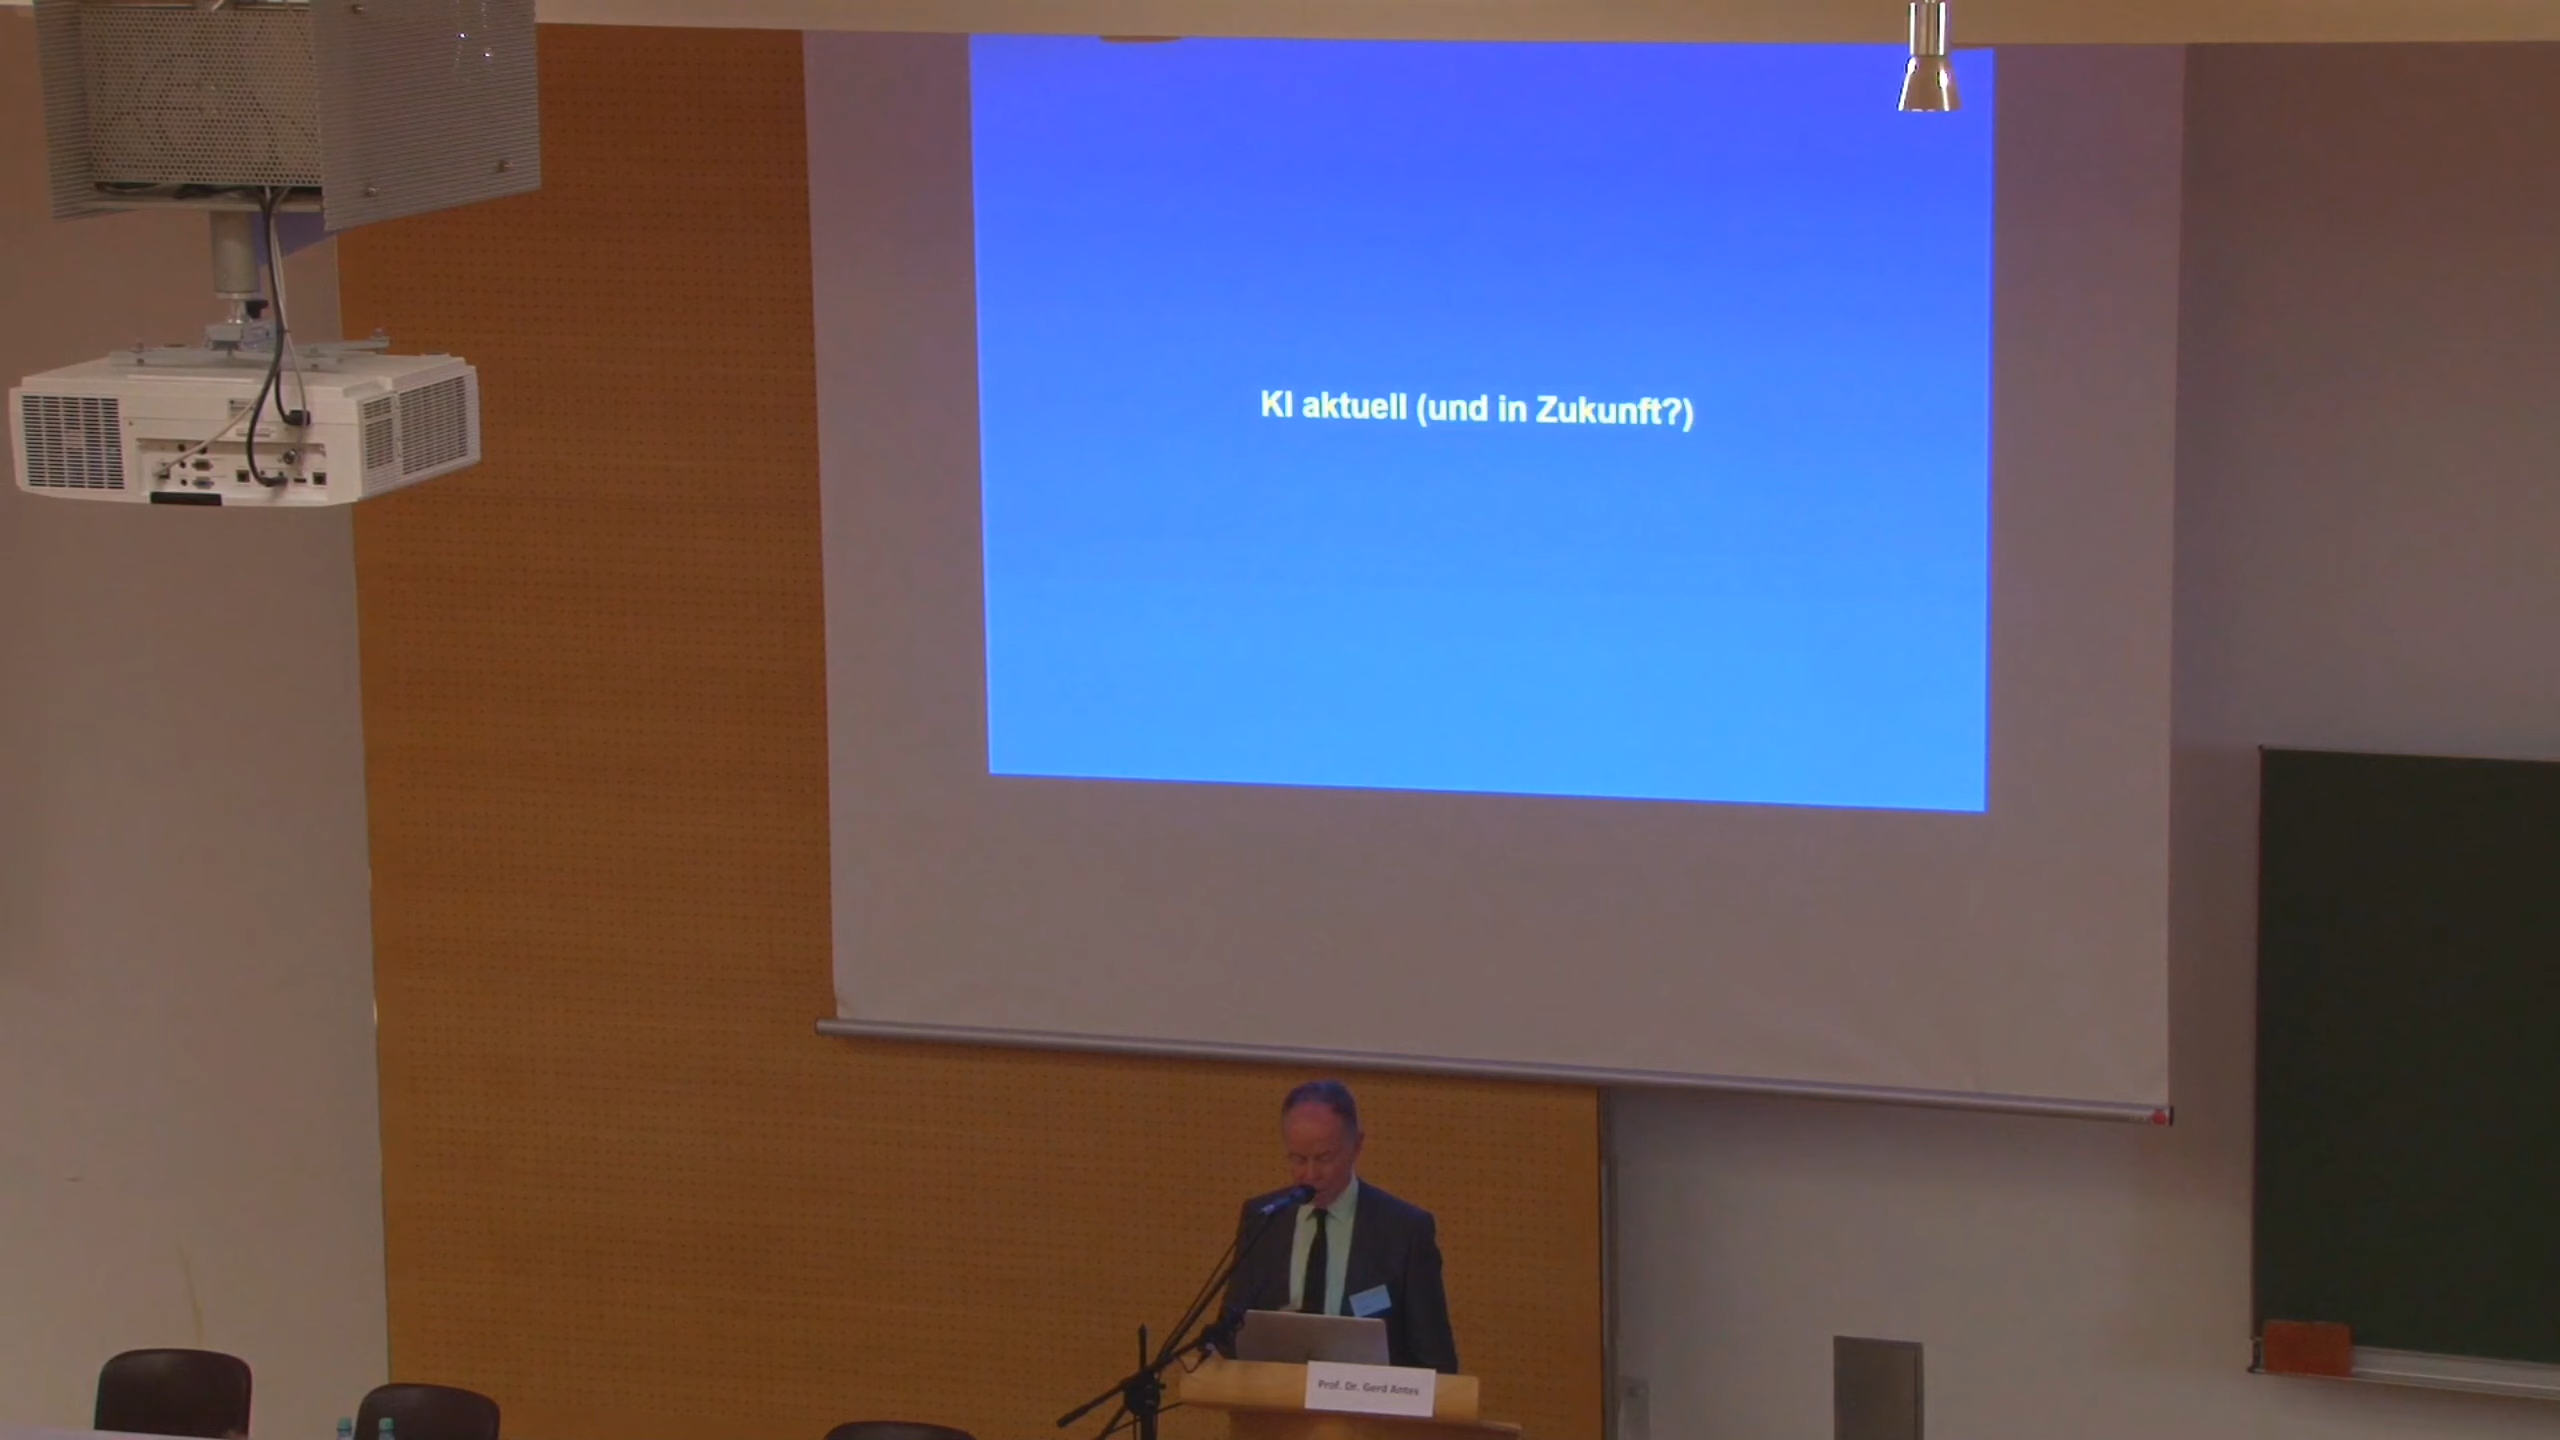 KI aktuell (und in Zukunft?)
Prof. Dr. Gerd Antes